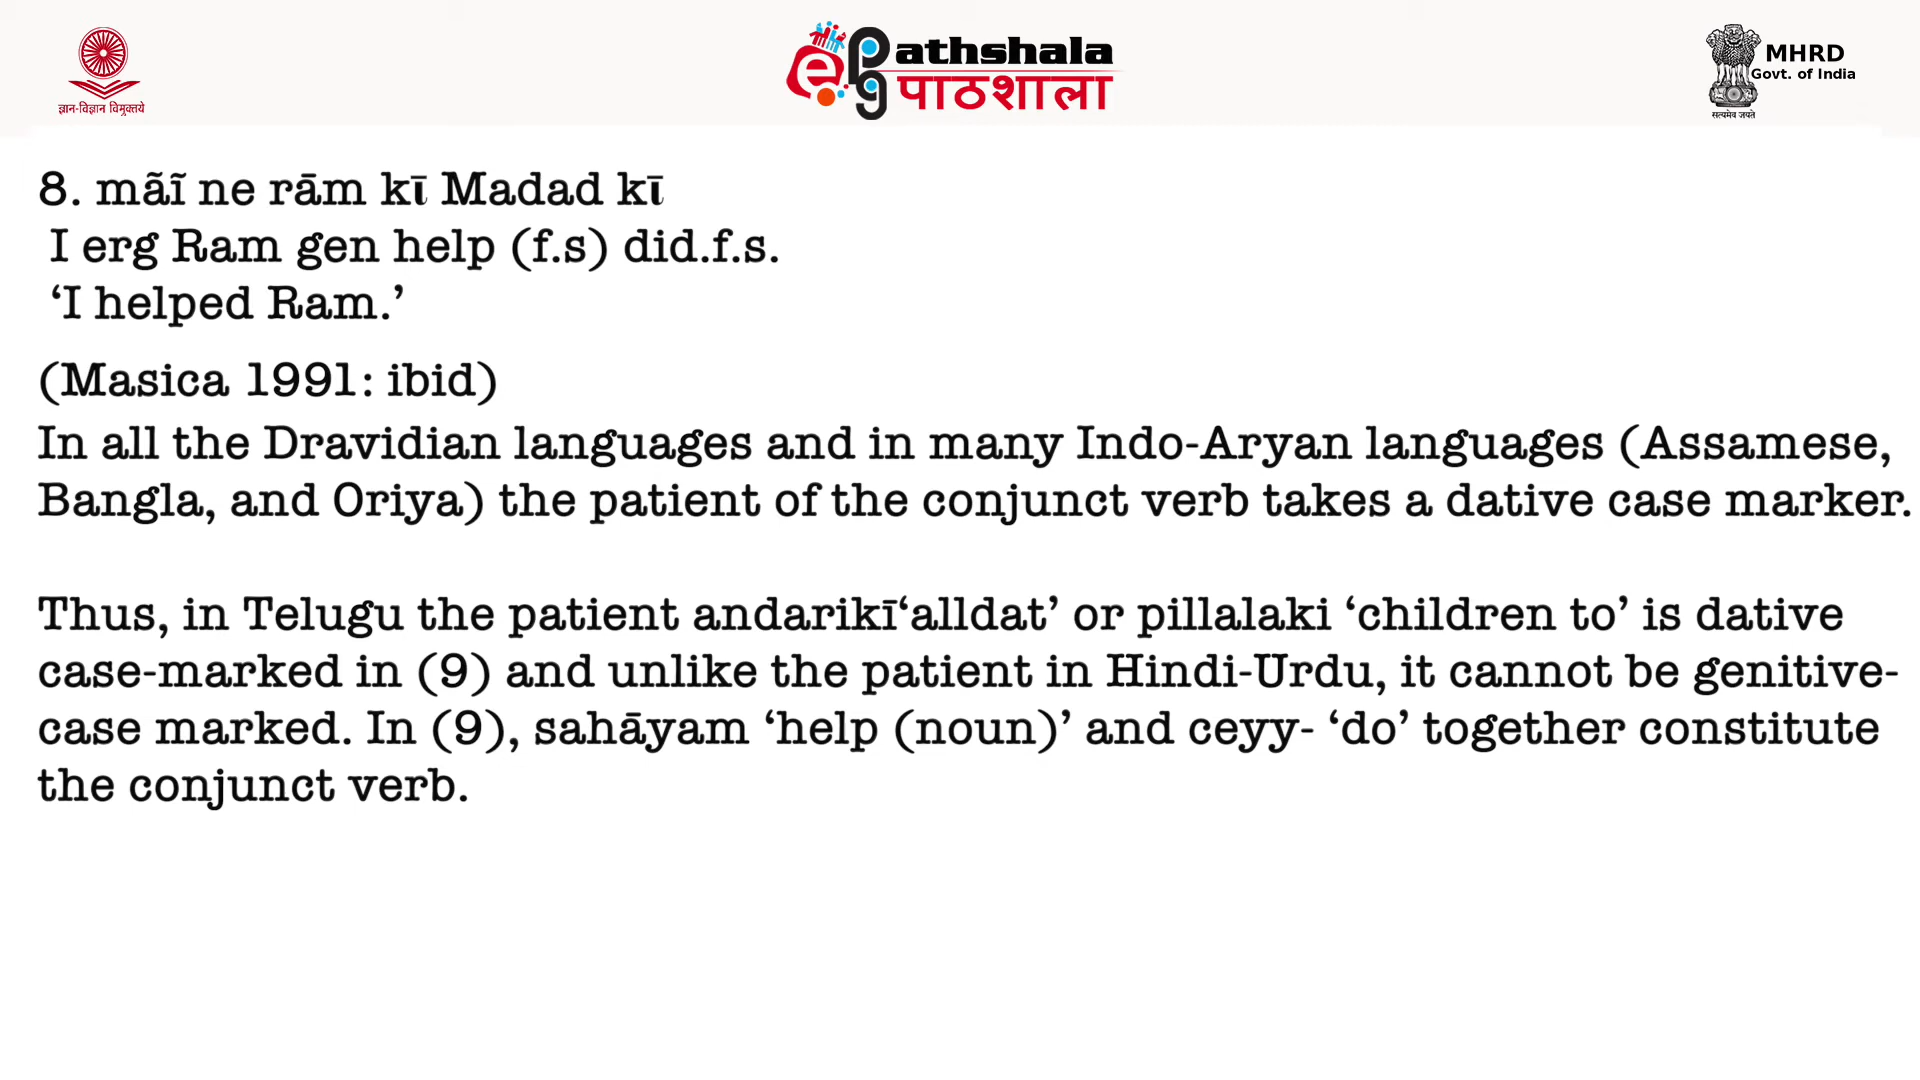 ज्ञान-विज्ञान विमुक्तये
e pg athshala
पाठशाला
MHRD
Govt. of India
सत्यमेव जयते
8. mãĩ ne rām kī Madad kī
I erg Ram gen help (f.s) did.f.s.
‘I helped Ram.’
(Masica 1991: ibid)
In all the Dravidian languages and in many Indo-Aryan languages (Assamese,
Bangla, and Oriya) the patient of the conjunct verb takes a dative case marker.
Thus, in Telugu the patient andarikī‘alldat’ or pillalaki ‘children to’ is dative
case-marked in (9) and unlike the patient in Hindi-Urdu, it cannot be genitive-
case marked. In (9), sahāyam ‘help (noun)’ and ceyy- ‘do’ together constitute
the conjunct verb.